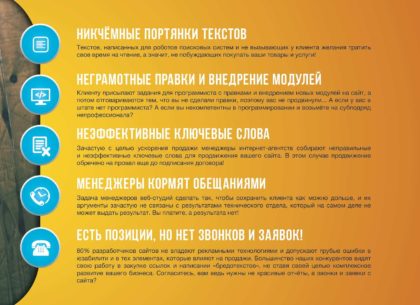 НИКЧЁМНЫЕ ПОРТЯНКИ ТЕКСТОВ
Текстов, написанных для роботов поисковых систем и не вызывающих у клиента желания тратить
свое время на чтение, а значит, не побуждающих покупать ваши товары и услуги!
НЕГРАМОТНЫЕ ПРАВКИ И ВНЕДРЕНИЕ МОДУЛЕЙ
Клиенту присылают задания для программиста с правками и внедрением новых модулей на сайт, а
потом отговариваются тем, что вы не сделали правки, поэтому вас не продвинули... А если у вас в
штате нет программиста? А если вы некомпетентны в программировании и возьмёте на субподряд
непрофессионала?
НЕЭФФЕКТИВНЫЕ КЛЮЧЕВЫЕ СЛОВА
Зачастую с целью ускорения продажи менеджеры интернет-агентств собирают неправильные
и неэффективные ключевые слова для продвижения вашего сайта. В этом случае продвижение
обречено на провал еще до подписания договора!
МЕНЕДЖЕРЫ КОРМЯТ ОБЕЩАНИЯМИ
Задача менеджеров веб-студий сделать так, чтобы сохранить клиента как можно дольше, и их
аргументы зачастую не связаны с результатами технического отдела, который на самом деле не
может выдать результат. Вы платите, а результата нет!
ЕСТЬ ПОЗИЦИИ, НО НЕТ ЗВОНКОВ И ЗАЯВОК!
80% разработчиков сайтов не владеют рекламными технологиями и допускают грубые ошибки в
юзабилити и в тех элементах, которые влияют на продажи. Большинство наших конкурентов видят
свою работу в закупке ссылок и написании «бредотекстов», не ставя своей целью комплексное
развитие вашего бизнеса. Согласитесь, вам ведь нужны не красивые отчёты, а звонки и заявки с
сайта?